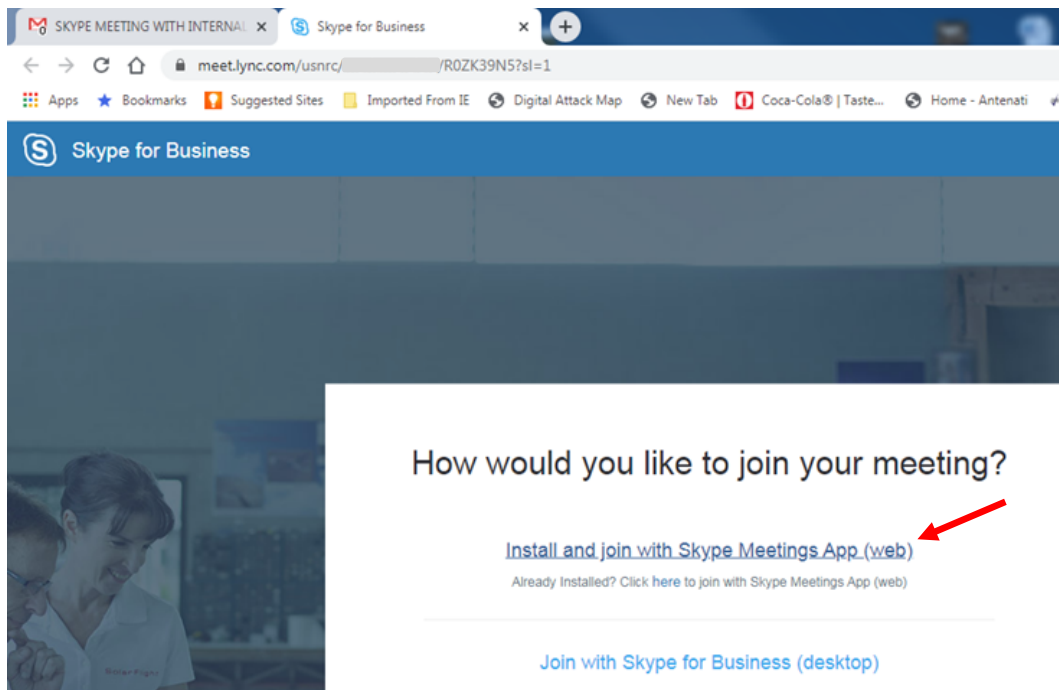 SKYPE MEETING WITH INTERNAL
Skype for Business
meet.lync.com/usnrc/ /R0ZK39N5?sl=1
Apps Bookmarks Suggested Sites Imported From IE Digital Attack Map New Tab Coca-Cola® | Taste... Home - Antenati
Skype for Business
How would you like to join your meeting?
Install and join with Skype Meetings App (web)
Already Installed? Click here to join with Skype Meetings App (web)
Join with Skype for Business (desktop)
SolarFlight